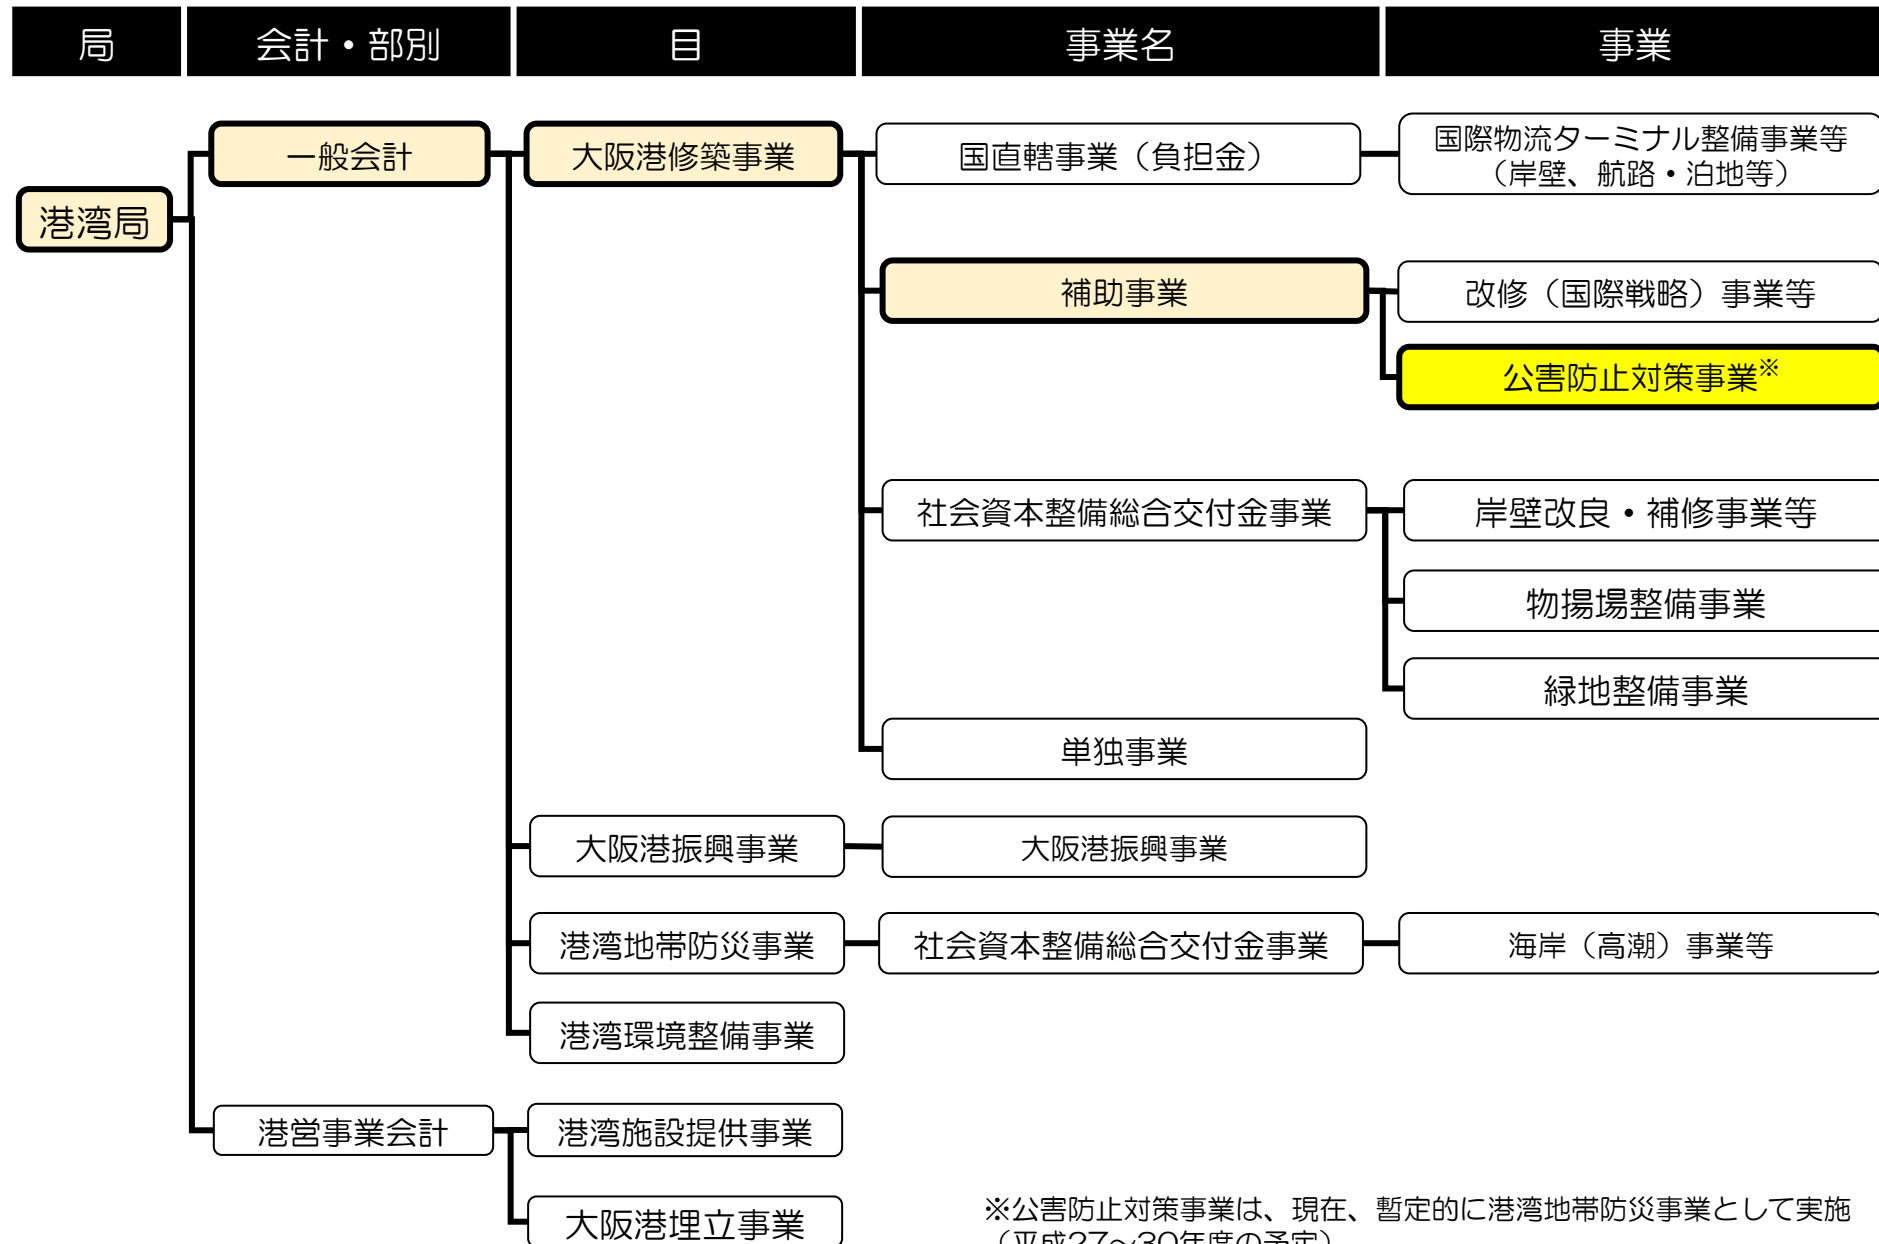 局 会計・部別 目 事業名 事業
港湾局
一般会計
大阪港修築事業
国直轄事業（負担金）
国際物流ターミナル整備事業等
（岸壁、航路・泊地等）
補助事業
改修（国際戦略）事業等
公害防止対策事業※
社会資本整備総合交付金事業
岸壁改良・補修事業等
物揚場整備事業
緑地整備事業
単独事業
大阪港振興事業
大阪港振興事業
港湾地帯防災事業
社会資本整備総合交付金事業
海岸（高潮）事業等
港湾環境整備事業
港営事業会計
港湾施設提供事業
大阪港埋立事業
※公害防止対策事業は、現在、暫定的に港湾地帯防災事業として実施
（平成27～30年度の予定）